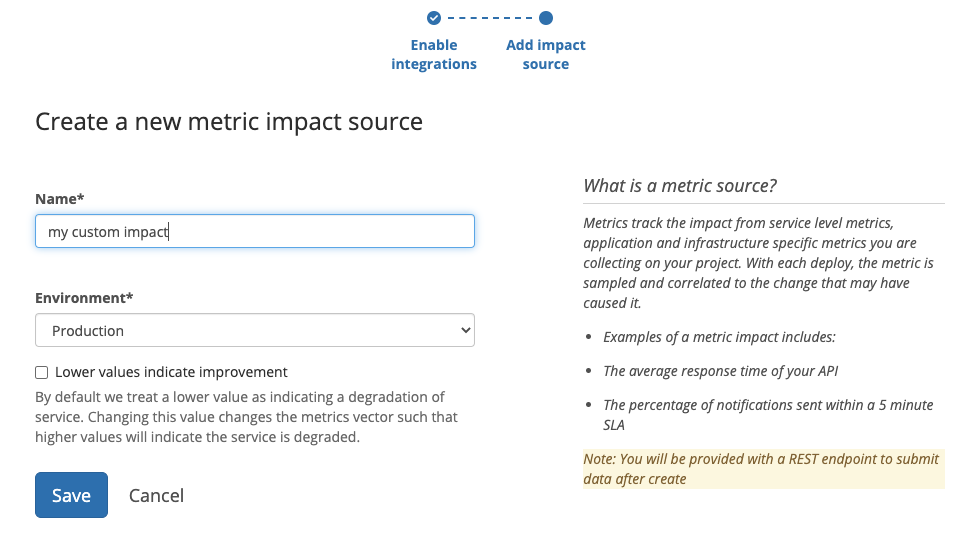 Enable
integrations
Add impact
source
Create a new metric impact source
Name*
my custom impact
Environment*
Production
Lower values indicate improvement
By default we treat a lower value as indicating a degradation of
service. Changing this value changes the metrics vector such that
higher values will indicate the service is degraded.
Save
Cancel
What is a metric source?
Metrics track the impact from service level metrics,
application and infrastructure specific metrics you are
collecting on your project. With each deploy, the metric is
sampled and correlated to the change that may have
caused it.
Examples of a metric impact includes:
The average response time of your API
The percentage of notifications sent within a 5 minute
SLA
Note: You will be provided with a REST endpoint to submit
data after create